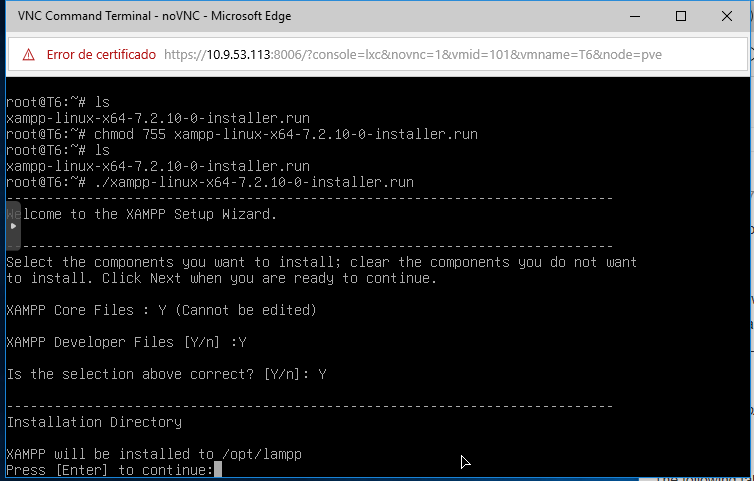 VNC Command Terminal - noVNC - Microsoft Edge
Error de certificado https://10.9.53.113:8006/?console=lxc&novnc=1&vmid=101&vmname=T6&node=pve
root@T6:~# ls
xampp-linux-x64-7.2.10-0-installer.run
root@T6:~# chmod 755 xampp-linux-x64-7.2.10-0-installer.run
root@T6:~# ls
xampp-linux-x64-7.2.10-0-installer.run
root@T6:~# ./xampp-linux-x64-7.2.10-0-installer.run
----------------------------------------------------------------------------
Welcome to the XAMPP Setup Wizard.
----------------------------------------------------------------------------
Select the components you want to install; clear the components you do not want
to install. Click Next when you are ready to continue.
XAMPP Core Files : Y (Cannot be edited)
XAMPP Developer Files [Y/n] :Y
Is the selection above correct? [Y/n]: Y
----------------------------------------------------------------------------
Installation Directory
XAMPP will be installed to /opt/lampp
Press [Enter] to continue: